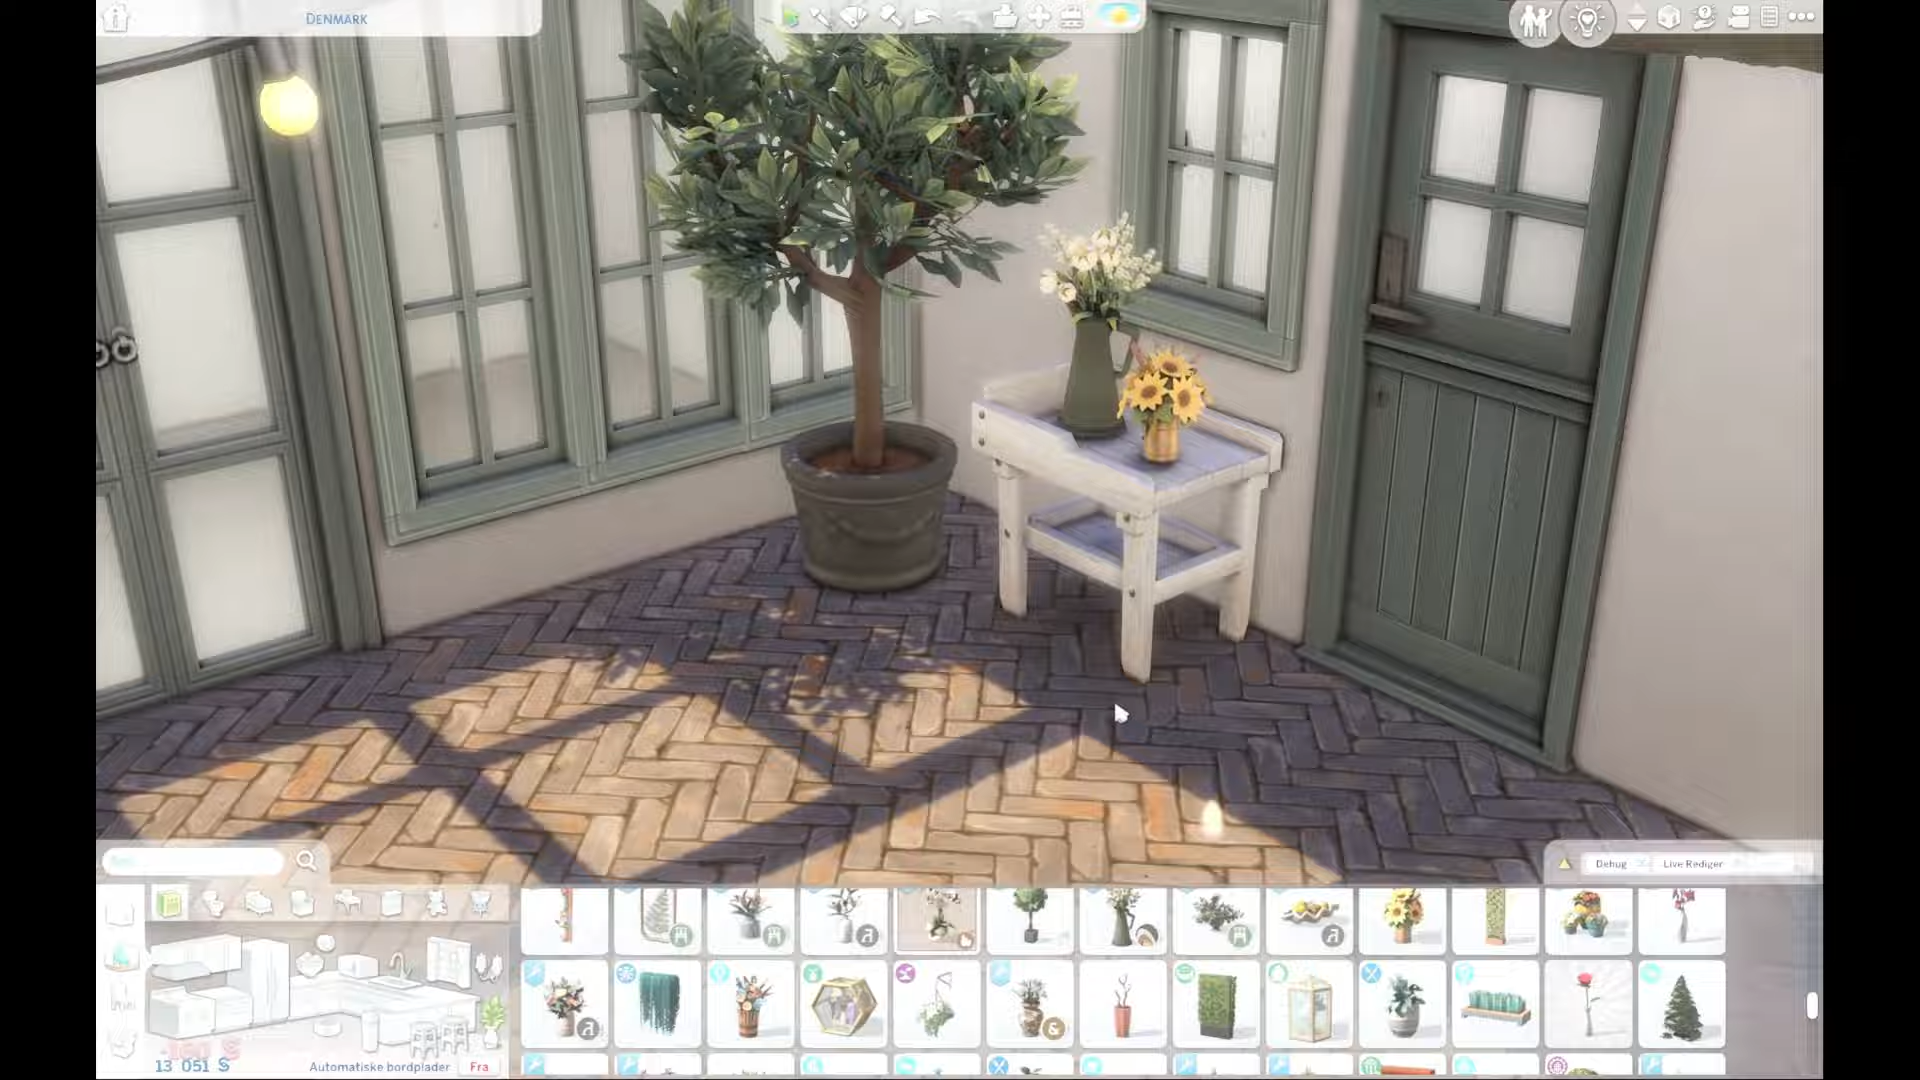 DENMARK
Debug
Live Rediger
13 051 §
Automatiske bordplader
Fra